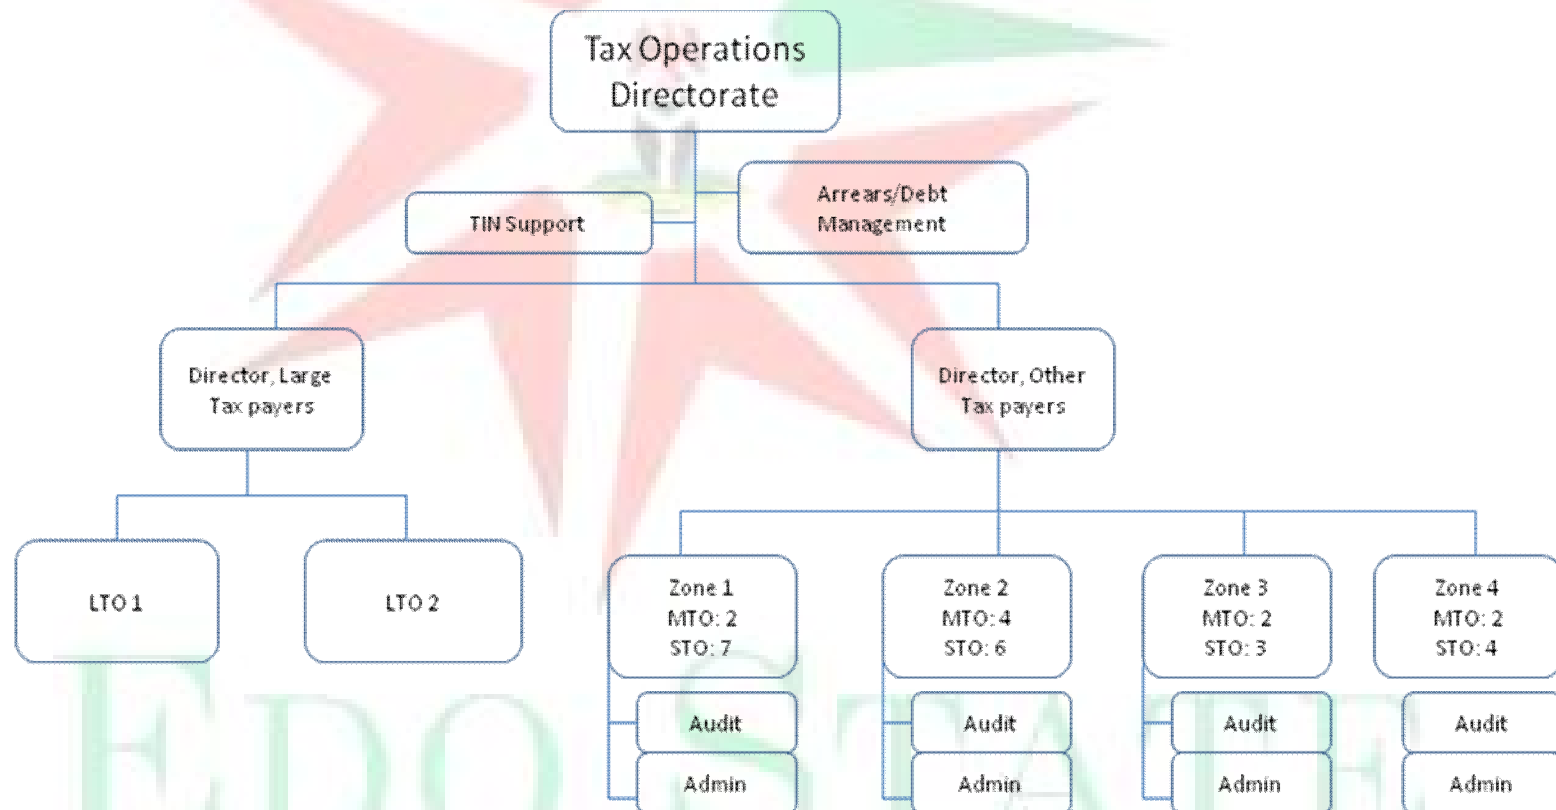 Tax Operations
Directorate
Arrears/Debt
Management
TIN Support
Director, Large
Tax payers
Director, Other
Tax payers
LTO 1
LTO 2
Zone 1
MTO: 2
STO: 7
Zone 2
MTO: 4
STO: 6
Zone 3
MTO: 2
STO: 3
Zone 4
MTO: 2
STO: 4
Audit
Audit
Audit
Audit
Admin
Admin
Admin
Admin
EDO STATE